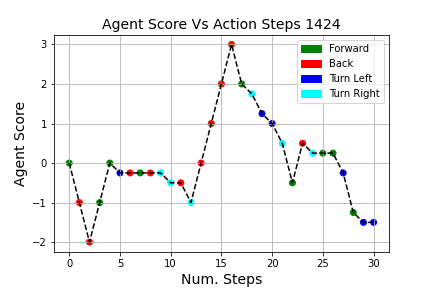 Agent Score Vs Action Steps 1424
Forward
Back
Turn Left
Turn Right
Agent Score
3
2
1
0
−1
−2
0 5 10 15 20 25 30
Num. Steps